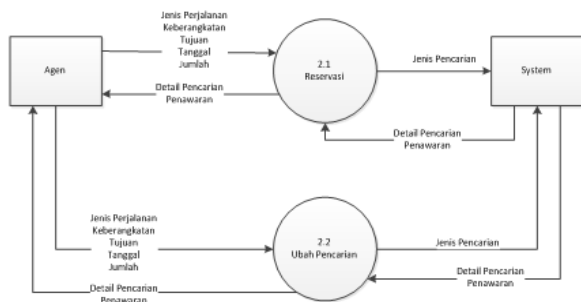 Jenis Perjalanan
Keberangkatan
Tujuan
Tanggal
Jumlah
Agen
2.1
Reservasi
Jenis Pencarian
System
Detail Pencarian
Penawaran
Detail Pencarian
Penawaran
Jenis Perjalanan
Keberangkatan
Tujuan
Tanggal
Jumlah
2.2
Ubah Pencarian
Jenis Pencarian
Detail Pencarian
Penawaran
Detail Pencarian
Penawaran